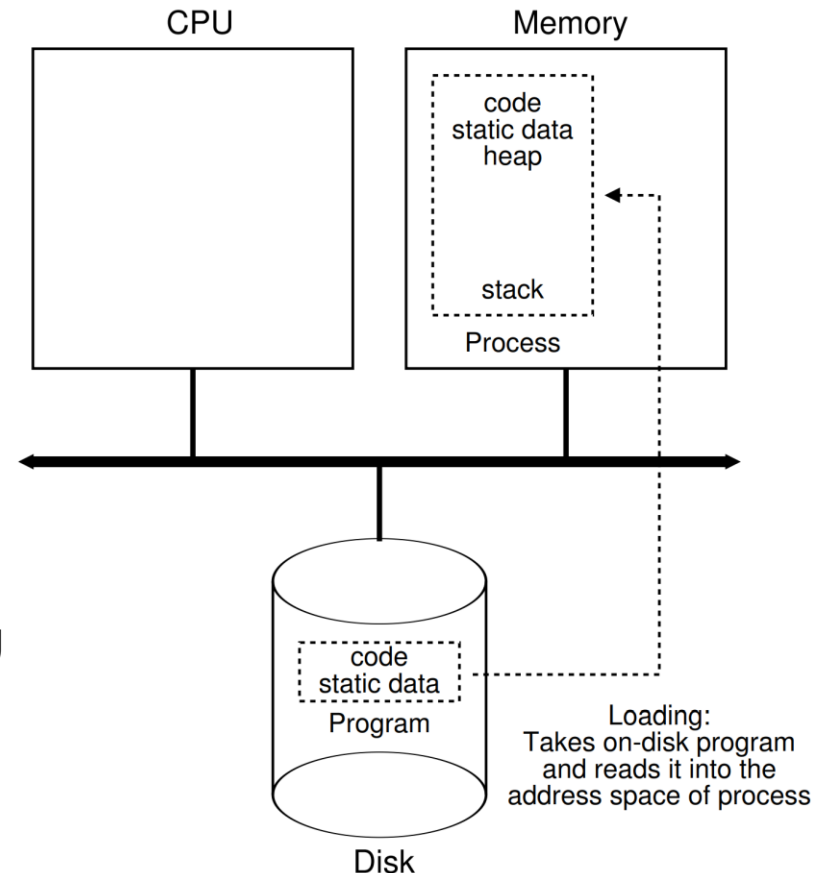 CPU
Memory
code
static data
heap
stack
Process
code
static data
Program
Loading:
Takes on-disk program
and reads it into the
address space of process
Disk